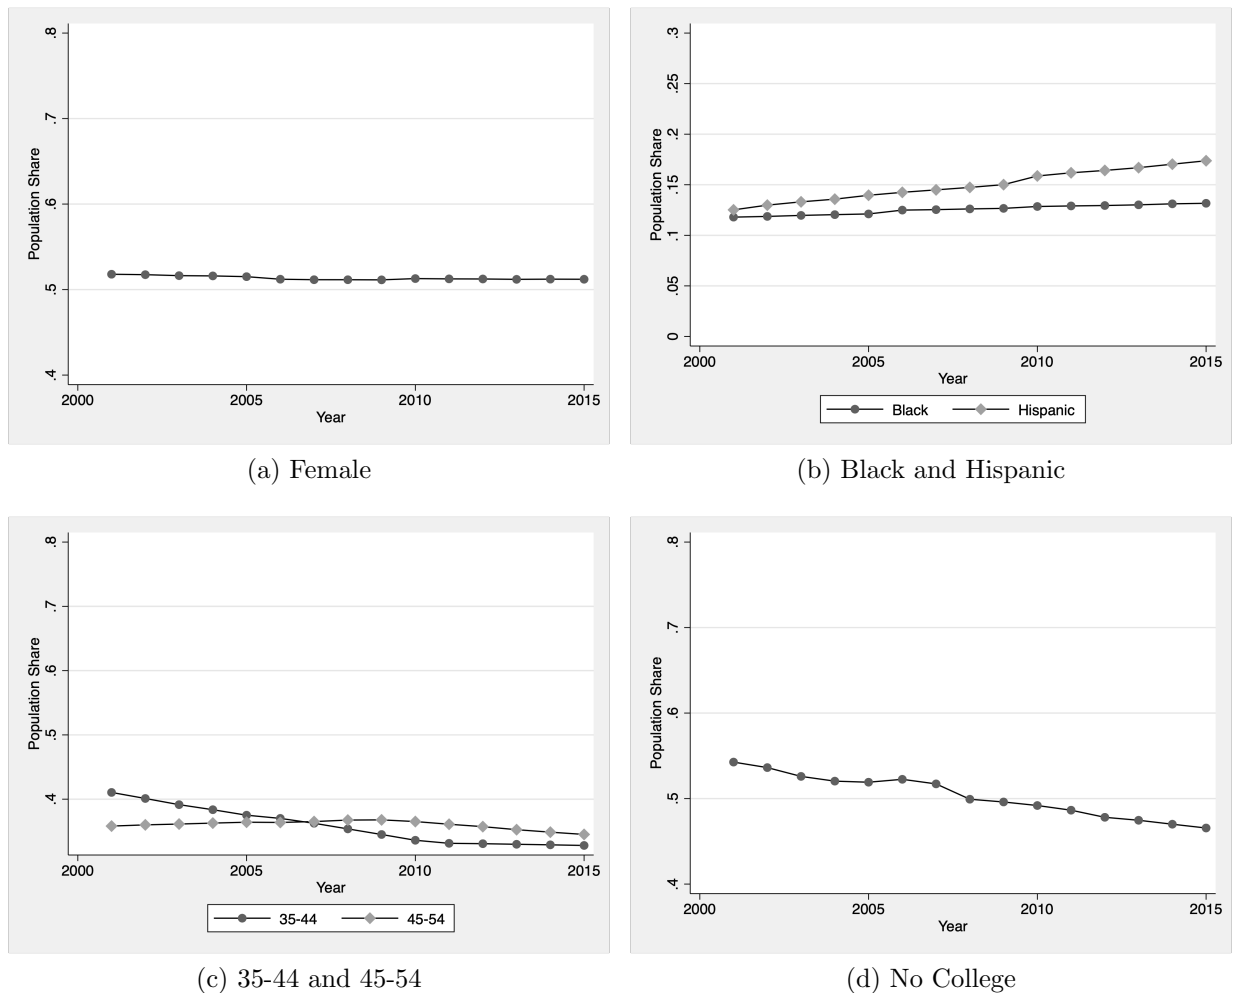 .8
.7
.6
.5
.4
Population Share
2000 2005 2010 2015
Year
(a) Female
.3
.25
.2
.15
.1
.05
0
Population Share
2000 2005 2010 2015
Year
Black Hispanic
(b) Black and Hispanic
.8
.7
.6
.5
.4
Population Share
2000 2005 2010 2015
Year
35-44 45-54
(c) 35-44 and 45-54
.8
.7
.6
.5
.4
Population Share
2000 2005 2010 2015
Year
(d) No College